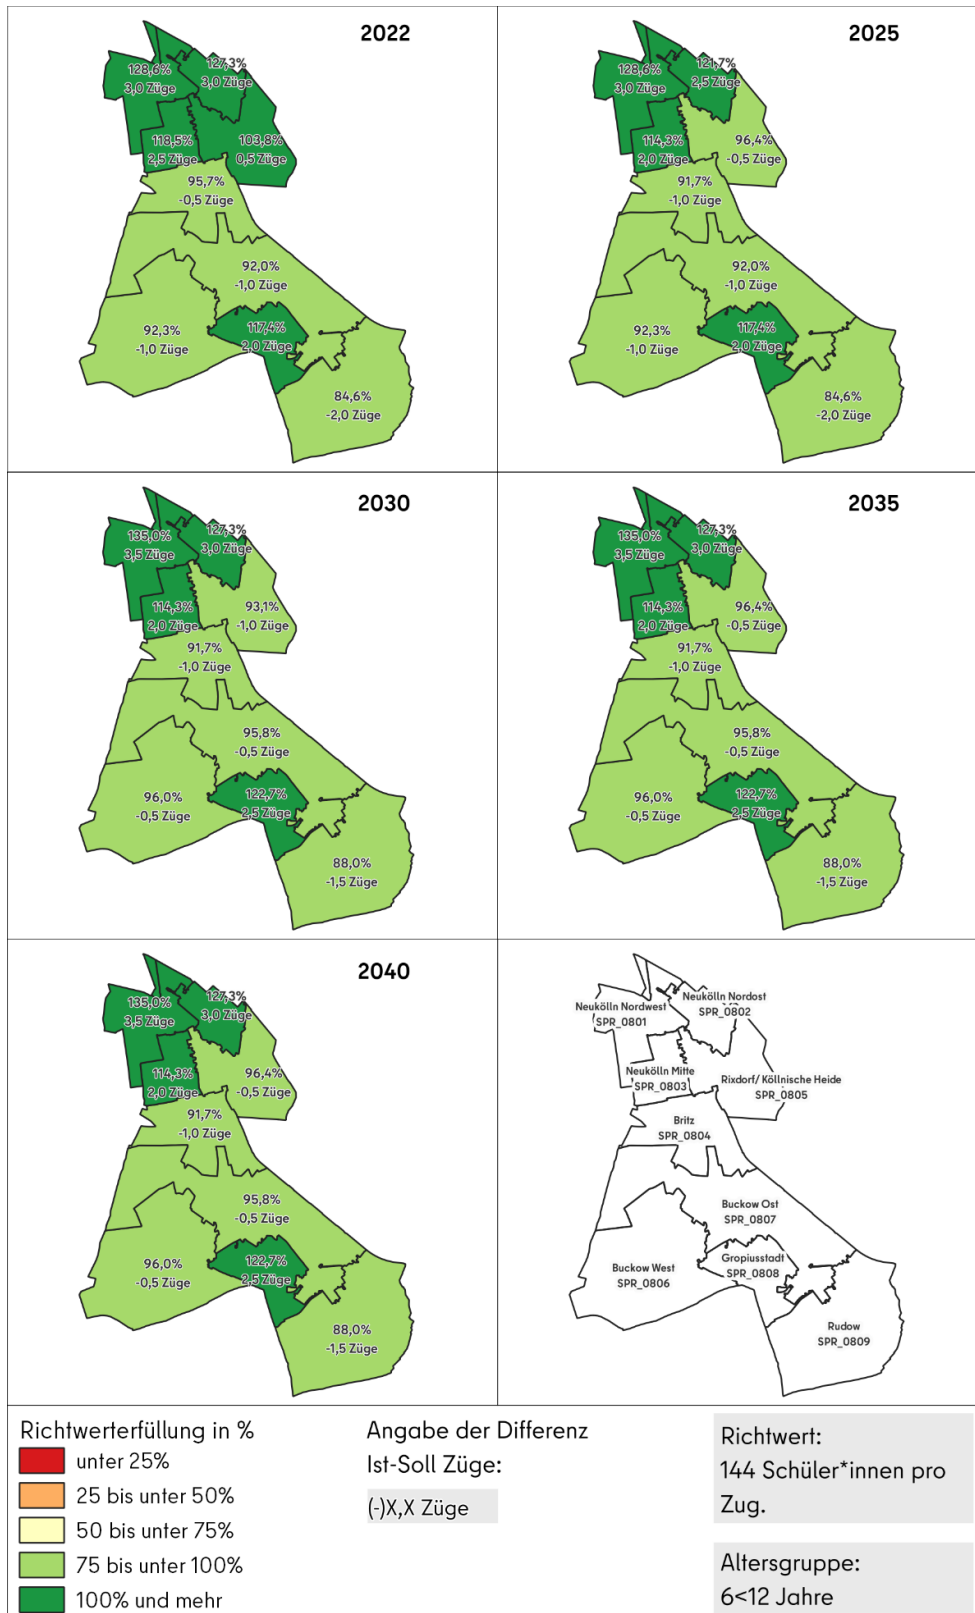 2022
128,6%
3,0 Züge
127,3%
3,0 Züge
118,5%
2,5 Züge
103,8%
0,5 Züge
95,7%
-0,5 Züge
92,0%
-1,0 Züge
92,3%
-1,0 Züge
117,4%
2,0 Züge
84,6%
-2,0 Züge
2025
128,6%
3,0 Züge
121,7%
2,5 Züge
114,3%
2,0 Züge
96,4%
-0,5 Züge
91,7%
-1,0 Züge
92,0%
-1,0 Züge
92,3%
-1,0 Züge
117,4%
2,0 Züge
84,6%
-2,0 Züge
2030
135,0%
3,5 Züge
127,3%
3,0 Züge
114,3%
2,0 Züge
93,1%
-1,0 Züge
91,7%
-1,0 Züge
95,8%
-0,5 Züge
96,0%
-0,5 Züge
122,7%
2,5 Züge
88,0%
-1,5 Züge
2035
135,0%
3,5 Züge
127,3%
3,0 Züge
114,3%
2,0 Züge
96,4%
-0,5 Züge
91,7%
-1,0 Züge
95,8%
-0,5 Züge
96,0%
-0,5 Züge
122,7%
2,5 Züge
88,0%
-1,5 Züge
2040
135,0%
3,5 Züge
127,3%
3,0 Züge
114,3%
2,0 Züge
96,4%
-0,5 Züge
91,7%
-1,0 Züge
95,8%
-0,5 Züge
96,0%
-0,5 Züge
122,7%
2,5 Züge
88,0%
-1,5 Züge
Neukölln Nordwest
SPR_0801
Neukölln Nordost
SPR_0802
Neukölln Mitte
SPR_0803
Rixdorf/ Köllnische Heide
SPR_0805
Britz
SPR_0804
Buckow Ost
SPR_0807
Buckow West
SPR_0806
Gropiusstadt
SPR_0808
Rudow
SPR_0809
Richtwerterfüllung in %
unter 25%
25 bis unter 50%
50 bis unter 75%
75 bis unter 100%
100% und mehr
Angabe der Differenz
Ist-Soll Züge:
(-)X,X Züge
Richtwert:
144 Schüler*innen pro
Zug.
Altersgruppe:
6<12 Jahre